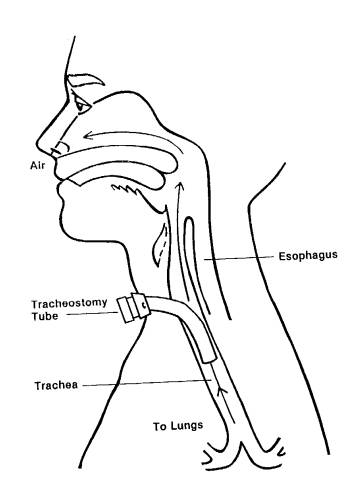 Air
Esophagus
Tracheostomy
Tube
Trachea
To Lungs